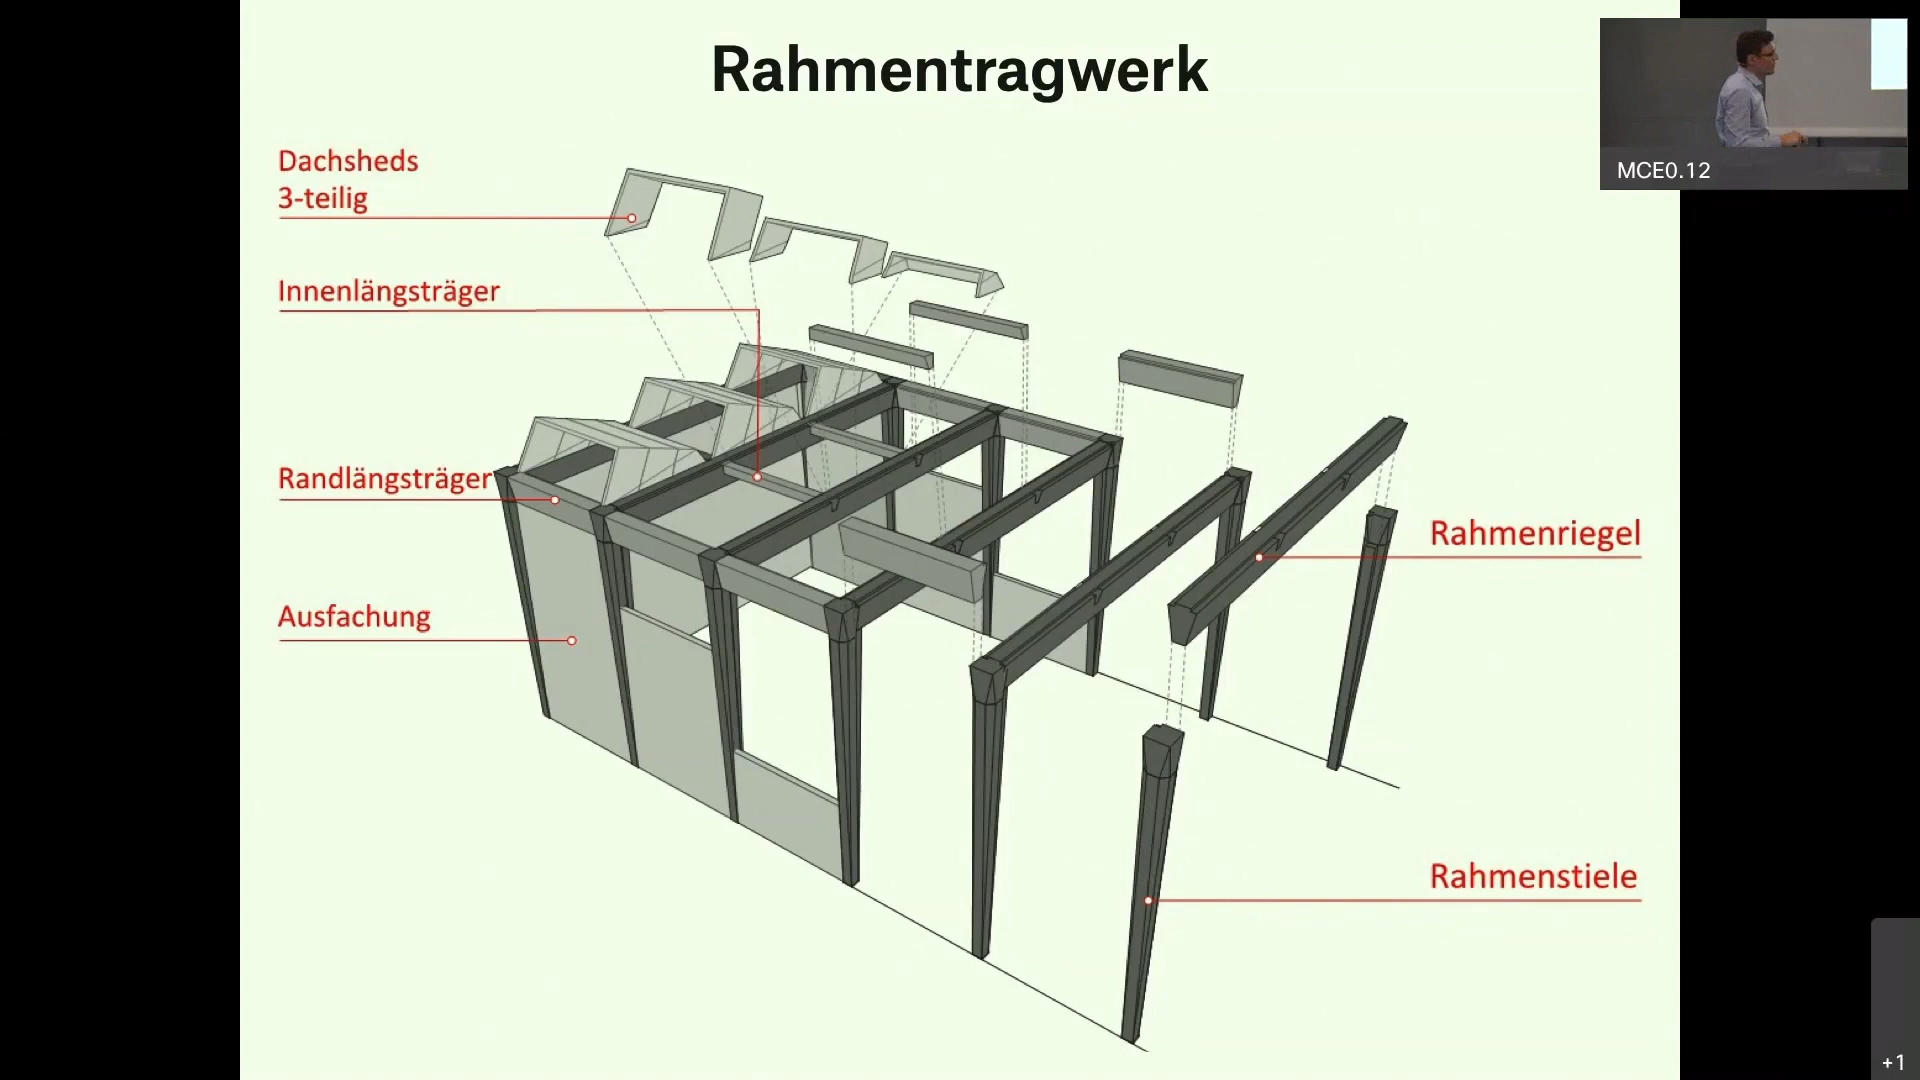 Rahmentragwerk
Dachsheds
3-teilig
Innenlängsträger
Randlängsträger
Ausfachung
Rahmenriegel
Rahmenstiele
MCE0.12
+1